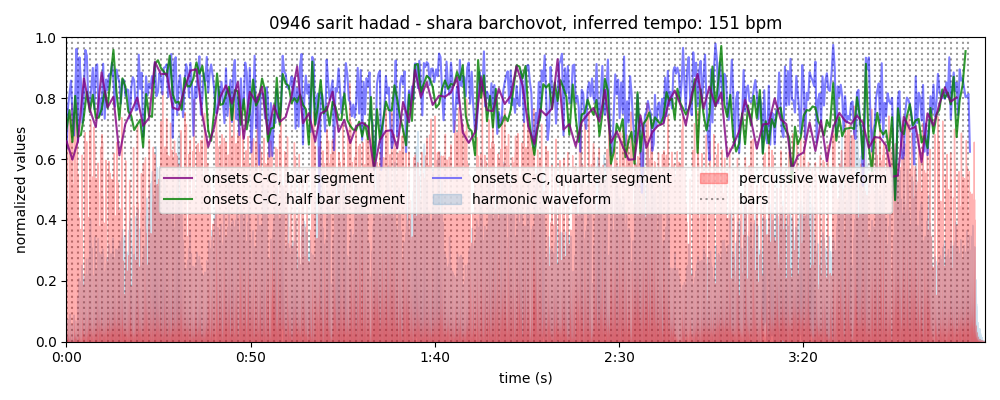 0946 sarit hadad - shara barchovot, inferred tempo: 151 bpm
normalized values
1.0
0.8
0.6
0.4
0.2
0.0
onsets C-C, bar segment
onsets C-C, half bar segment
onsets C-C, quarter segment
harmonic waveform
percussive waveform
bars
0:00 0:50 1:40 2:30 3:20
time (s)